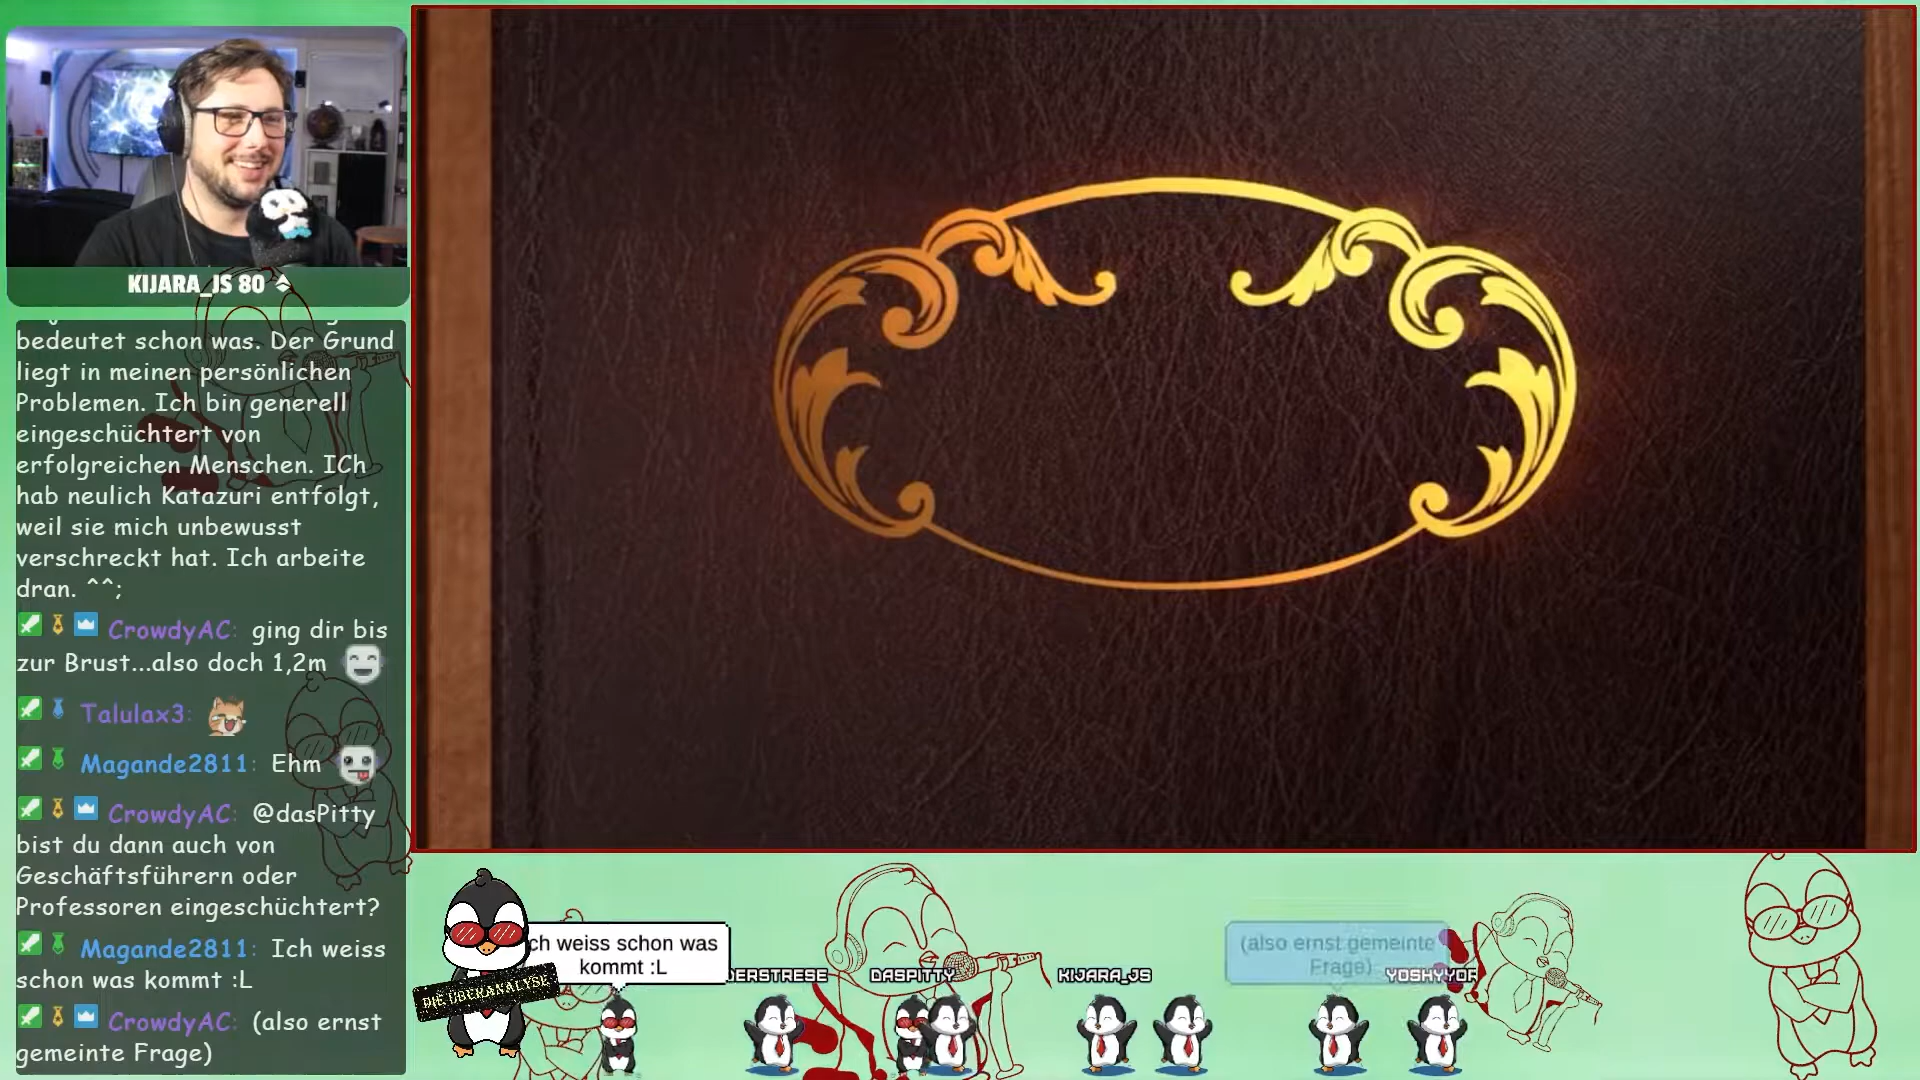 KIJARA_JS 80
bedeutet schon was. Der Grund
liegt in meinen persönlichen
Problemen. Ich bin generell
eingeschüchtert von
erfolgreichen Menschen. ICh
hab neulich Katazuri entfolgt,
weil sie mich unbewusst
verschreckt hat. Ich arbeite
dran. ^^;
CrowdyAC: ging dir bis
zur Brust...also doch 1,2m
Talulax3:
Magande2811: Ehm
CrowdyAC: @dasPitty
bist du dann auch von
Geschäftsführern oder
Professoren eingeschüchtert?
Magande2811: Ich weiss
schon was kommt :L
CrowdyAC: (also ernst
gemeinte Frage)
DIE ÜBERANALYSE
ch weiss schon was
kommt :L
DERSTRESE
DASPITTY
KIJARA_JS
(also ernst gemeinte
Frage)
YOSHYYOR